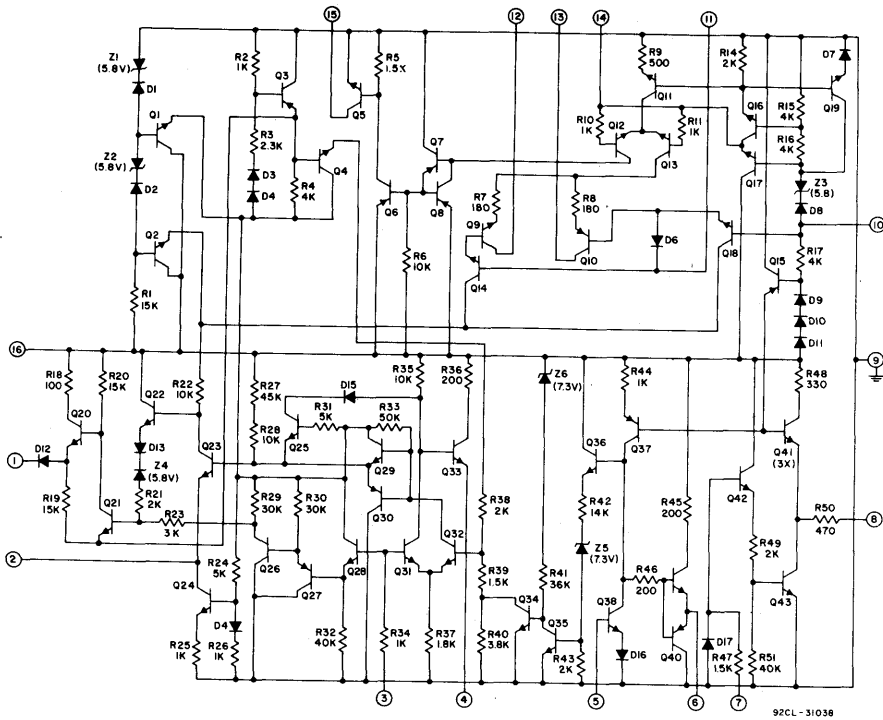 15
12
13
14
11
Z1
(5.8V)
D1
Q1
Z2
(5.8V)
D2
Q2
R1
15K
R2
1K
Q3
R3
2.3K
D3
D4
R4
4K
Q4
R5
1.5K
Q5
Q6
Q7
Q8
R6
10K
R7
180
Q9
R8
180
Q10
Q14
D6
R9
500
Q11
R10
1K
Q12
R11
1K
Q13
R14
2K
D7
Q16
Q19
R15
4K
R16
4K
Q17
Z3
(5.8)
D8
10
Q18
R17
4K
Q15
D9
D10
D11
16
9
R18
100
R20
15K
Q20
1
D12
R19
15K
Q21
Q22
D13
Z4
(5.8V)
R21
2K
R22
10K
Q23
R23
3K
2
Q24
R24
5K
D4
R25
1K
R26
1K
R27
45K
R28
10K
Q25
D15
R31
5K
R33
50K
Q29
Q30
R29
30K
R30
30K
Q26
Q27
Q28
R32
40K
R35
10K
R36
200
Q33
Q31
Q32
R34
1K
R37
1.8K
3
4
R38
2K
R39
1.5K
R40
3.8K
Z6
(7.3V)
R41
36K
Q34
Q35
Q36
R42
14K
Z5
(7.3V)
R43
2K
R44
1K
Q37
Q38
R46
200
D16
5
R45
200
Q40
6
D17
R47
1.5K
7
Q42
R49
2K
R51
40K
Q43
R48
330
Q41
(3X)
R50
470
8
92CL-31038